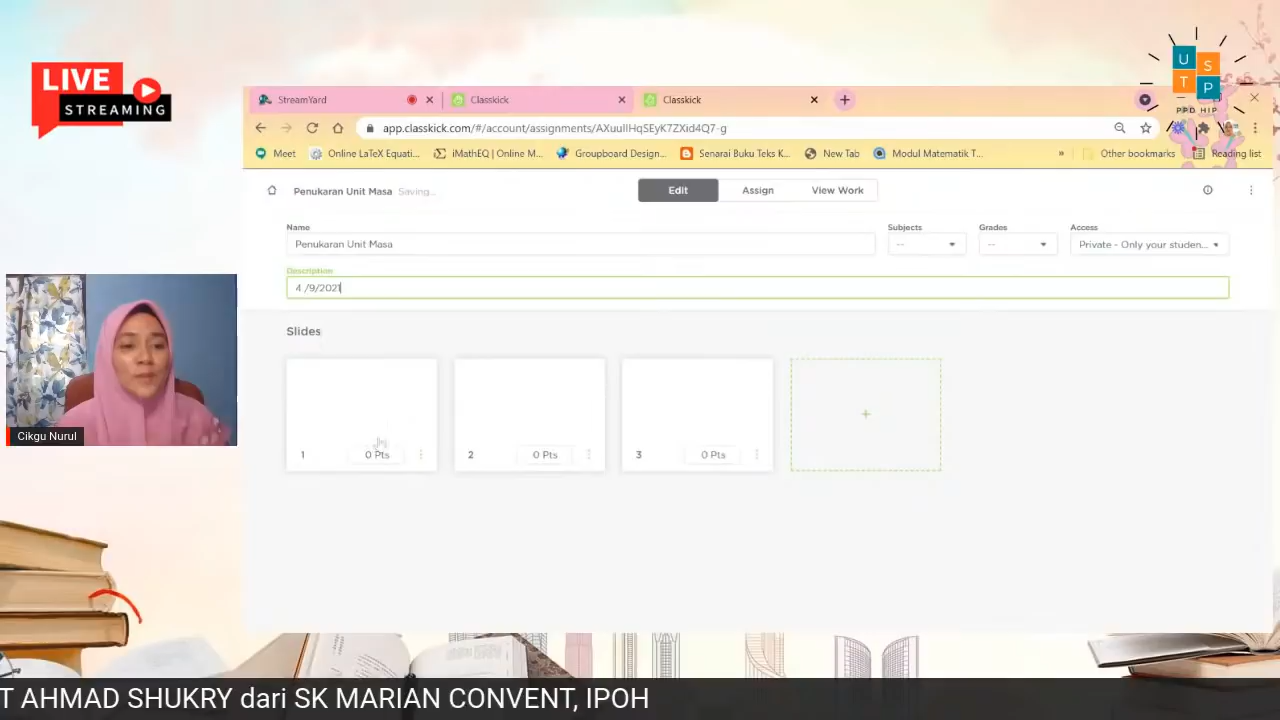 LIVE
STREAMING
U S
T P
PPD HIP
StreamYard
Classkick
Classkick
app.classkick.com/#/account/assignments/AXuullHqSEyK7ZXid4Q7-g
Meet
Online LaTeX Equati...
iMathEQ | Online M...
Groupboard Design...
Senarai Buku Teks K...
New Tab
Modul Matematik T...
»
Other bookmarks
Reading list
Penukaran Unit Masa Saving...
Edit
Assign
View Work
Name
Subjects
Grades
Access
Penukaran Unit Masa
--
--
Private - Only your studen...
Description
4 /9/2021
Slides
1 0 Pts
2 0 Pts
3 0 Pts
+
Cikgu Nurul
T AHMAD SHUKRY dari SK MARIAN CONVENT, IPOH